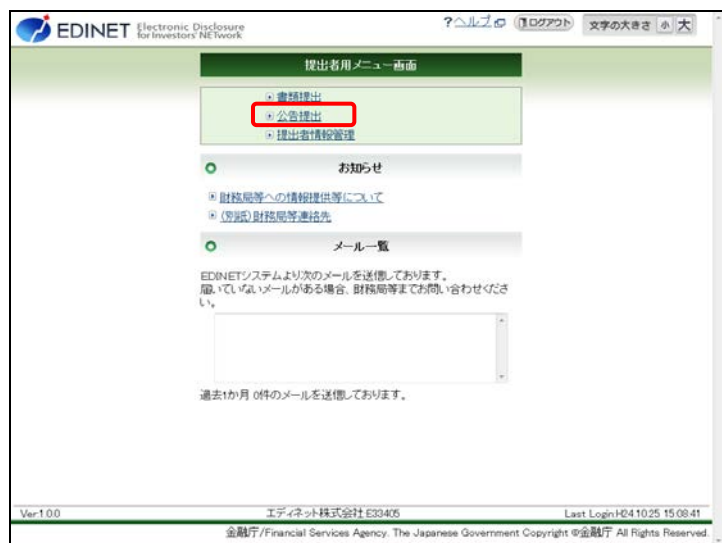 EDINET Electronic Disclosure
for Investors' NETwork
?ヘルプ ログアウト 文字の大きさ 小 大
提出者用メニュー画面
書類提出
公告提出
提出者情報管理
お知らせ
財務局等への情報提供等について
(別紙)財務局等連絡先
メール一覧
EDINETシステムより次のメールを送信しております。
届いていないメールがある場合、財務局等までお問い合わせくださ
い。
過去1か月 0件のメールを送信しております。
Ver.1.0.0 エディネット株式会社:E33405 Last Login:H24.10.25 15:08:41
金融庁/Financial Services Agency. The Japanese Government Copyright ©金融庁 All Rights Reserved.